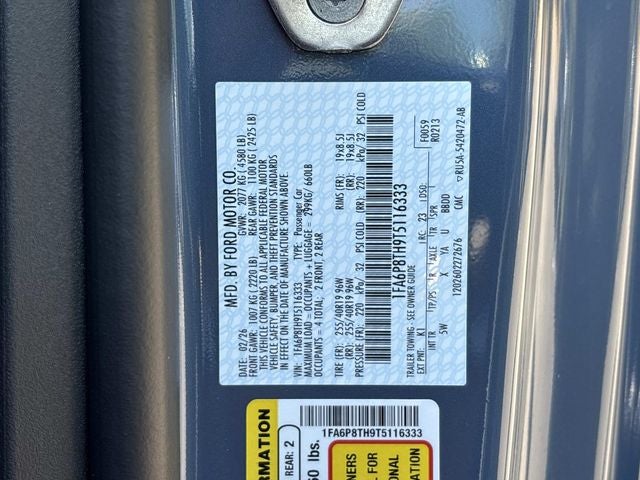 MFD. BY FORD MOTOR CO.
DATE: 02/26 GVWR: 2077 KG ( 4580 LB)
FRONT GAWR: 1007 KG (2220 LB) REAR GAWR: 1100 KG ( 2425 LB)
THIS VEHICLE CONFORMS TO ALL APPLICABLE FEDERAL MOTOR
VEHICLE SAFETY, BUMPER, AND THEFT PREVENTION STANDARDS
IN EFFECT ON THE DATE OF MANUFACTURE SHOWN ABOVE.
VIN: 1FA6P8TH9T5116333 TYPE: Passenger Car
MAXIMUM LOAD = OCCUPANTS + LUGGAGE = 299KG/ 660LB
OCCUPANTS = 4 TOTAL; 2 FRONT, 2 REAR
TIRE (FR): 255/40R19 96W RIMS (FR): 19x8.5J
(RR): 255/40R19 96W (RR): 19x8.5J
PRESSURE (FR): 220 kPa/ 32 PSI COLD (RR): 220 kPa/ 32 PSI COLD
1FA6P8TH9T5116333
TRAILER TOWING - SEE OWNER GUIDE
F0059
R0213
EXT PNT: K1 RC: 23 DSO:
INT TR TP/PS R AXLE TR SPR
5W X YA U BBDD
1202602272676 CMC ▽RU5A-5420472-AB
1FA6P8TH9T5116333
REAR: 2